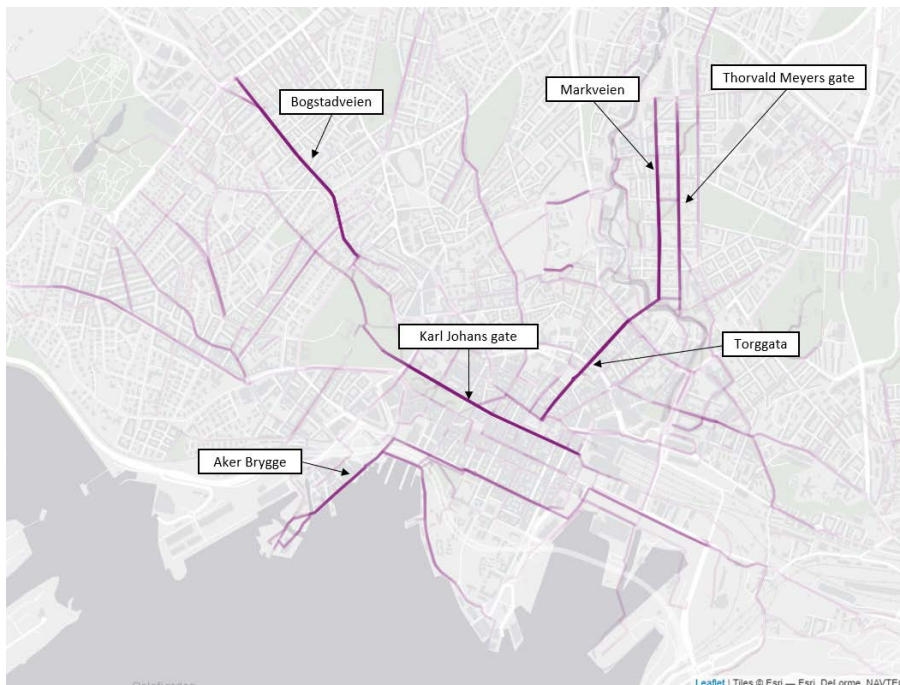 Thorvald Meyers gate
Markveien
Bogstadveien
Karl Johans gate
Torggata
Aker Brygge
Leaflet | Tiles © Esri — Esri, DeLorme, NAVTEQ